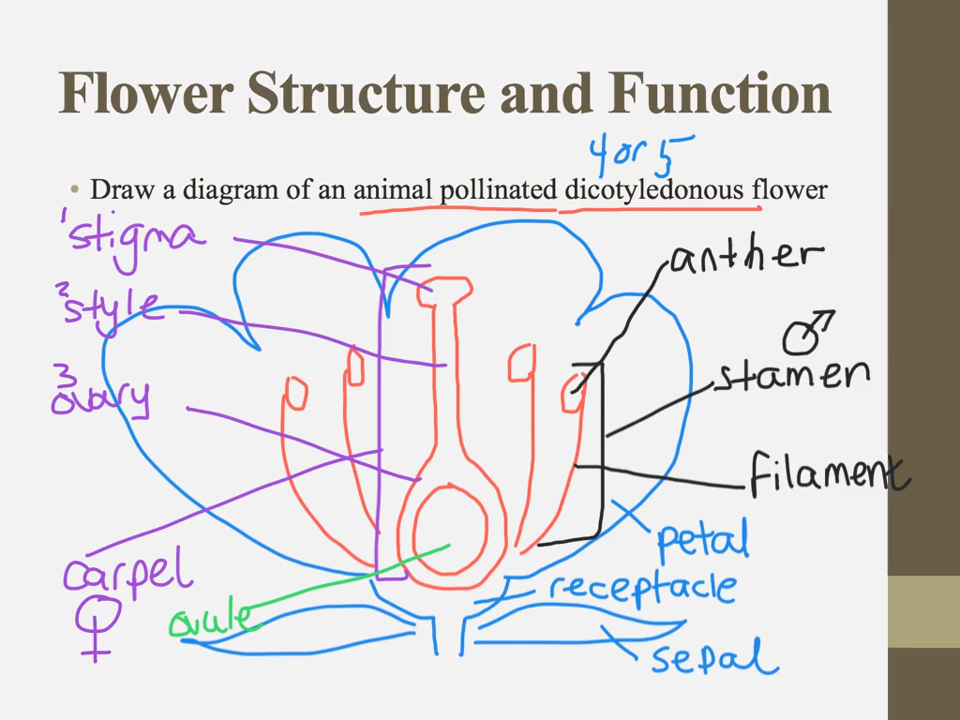 Flower Structure and Function
4 or 5
• Draw a diagram of an animal pollinated dicotyledonous flower
1 stigma
anther
2 style
♂
stamen
3
ovary
filament
petal
carpel
♀
receptacle
ovule
sepal